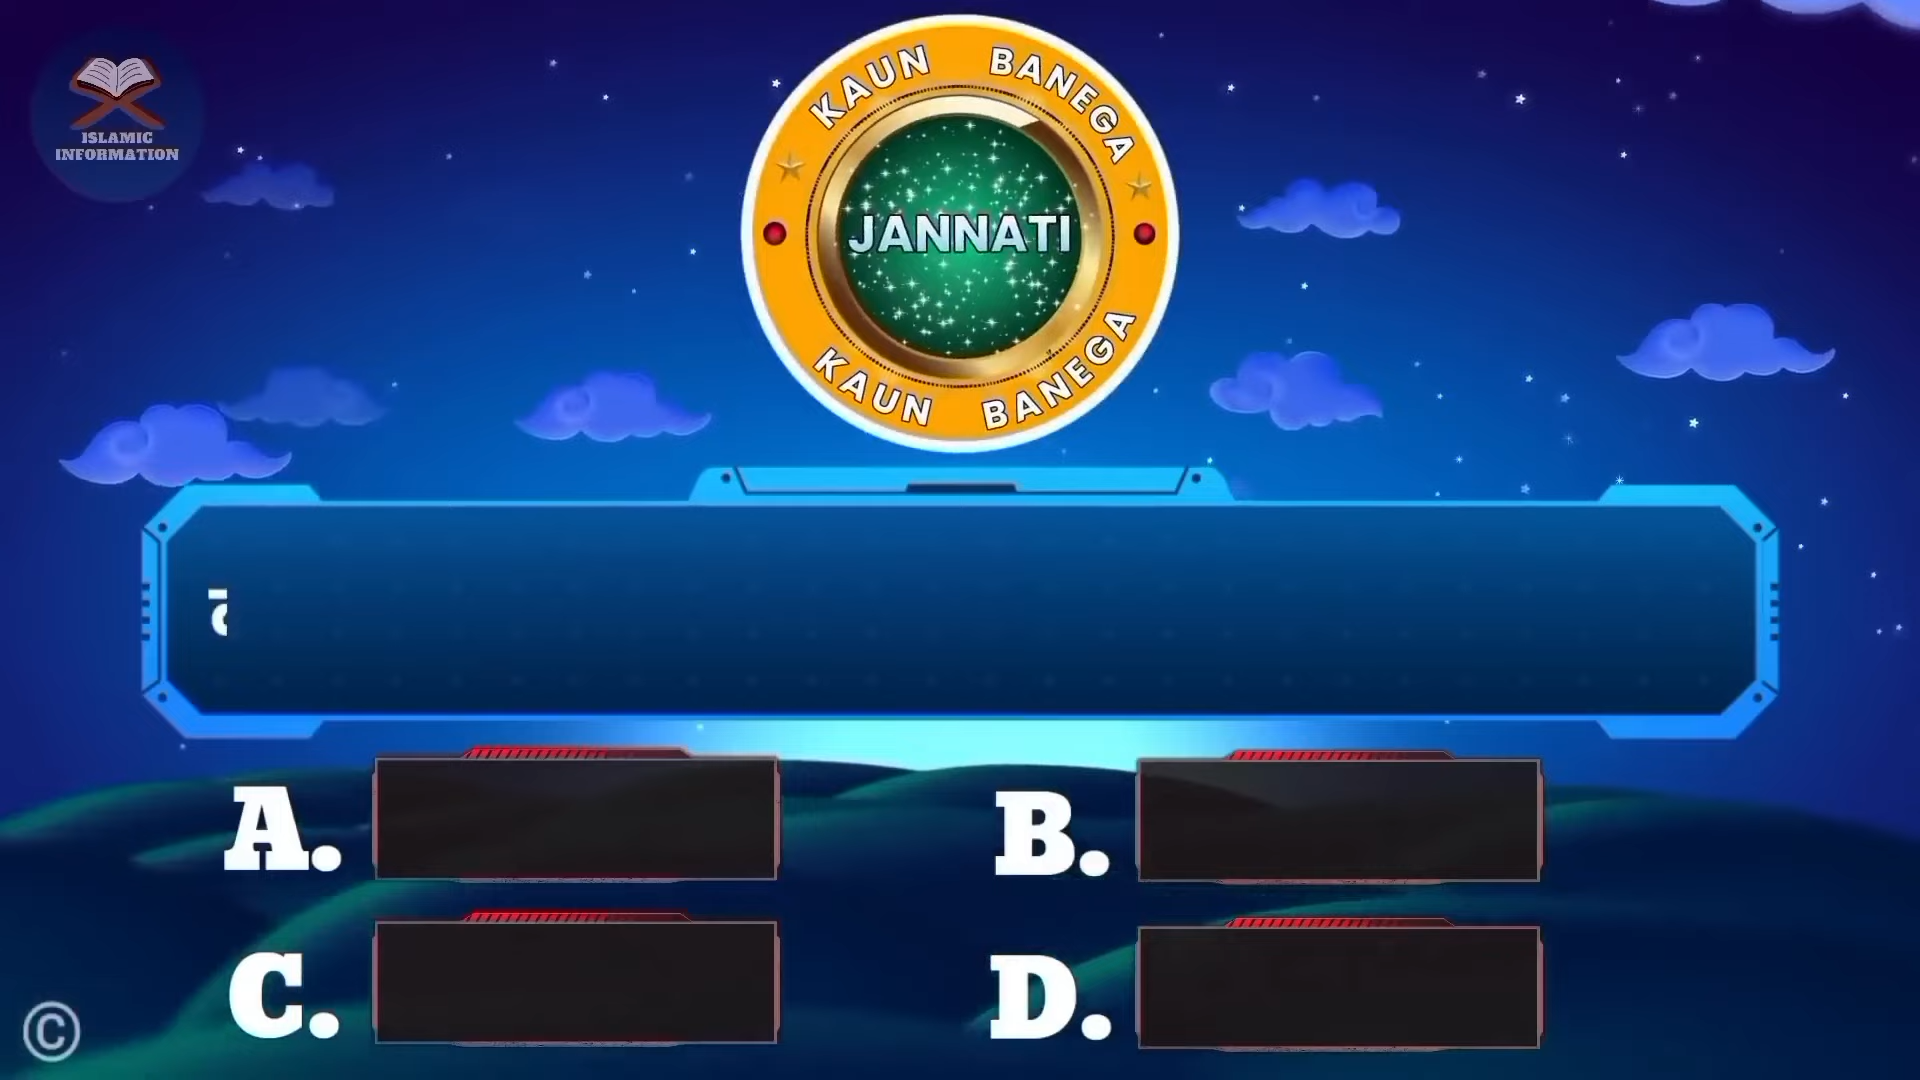 ISLAMIC
INFORMATION
KAUN BANEGA
JANNATI
KAUN BANEGA
A.
B.
C.
D.
©